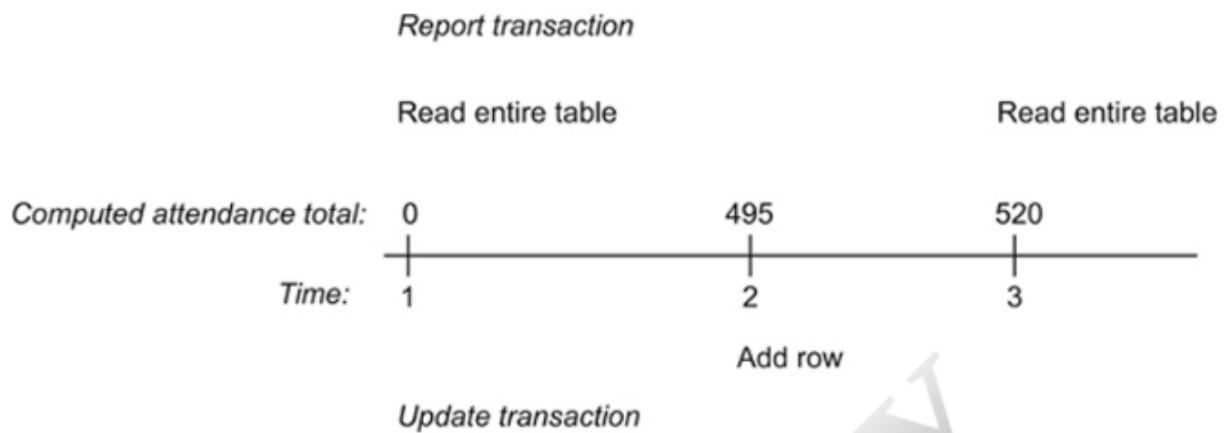 Report transaction
Read entire table Read entire table
Computed attendance total: 0 495 520
Time: 1 2 3
Add row
Update transaction